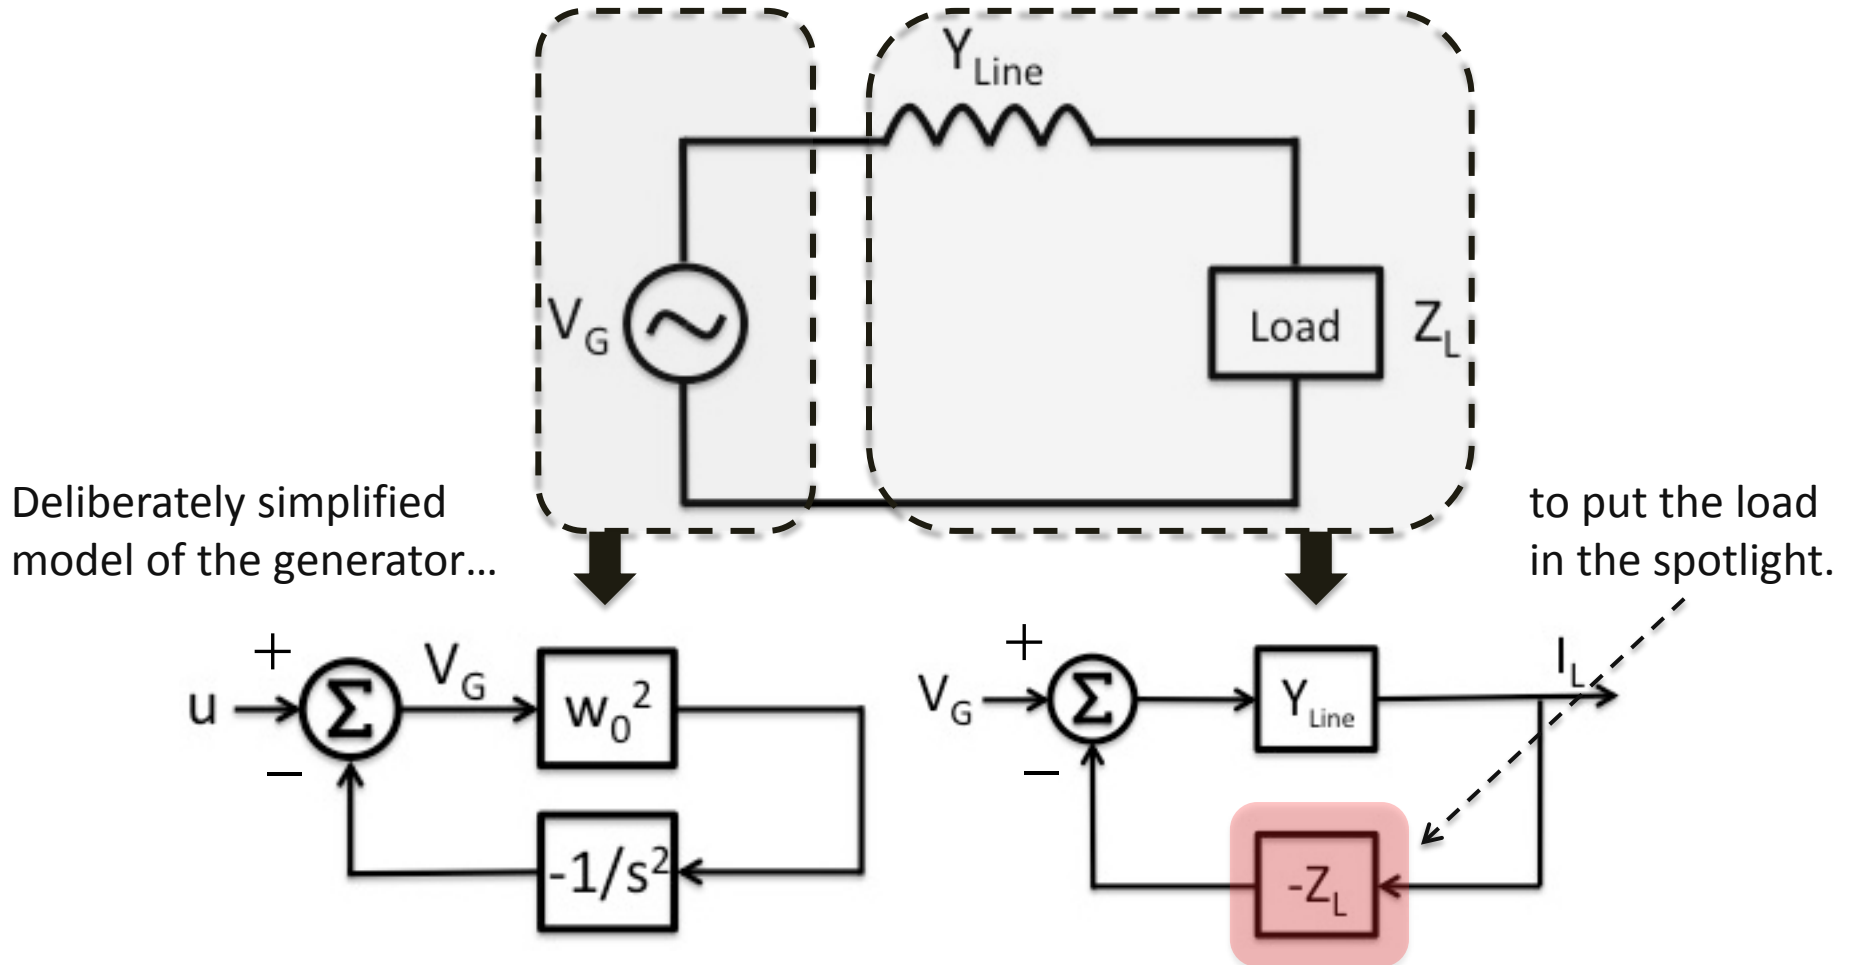 Y_Line
V_G
Load
Z_L
Deliberately simplified
model of the generator...
to put the load
in the spotlight.
+
u
Σ
−
V_G
w_0^2
-1/s^2
+
V_G
Σ
−
Y_Line
I_L
-Z_L